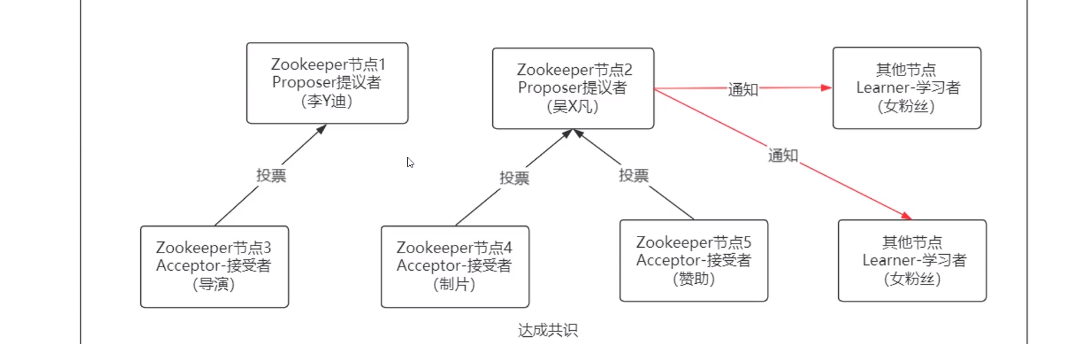 Zookeeper节点1
Proposer提议者
（李Y迪）
Zookeeper节点2
Proposer提议者
（吴X凡）
通知
其他节点
Learner-学习者
（女粉丝）
通知
投票
投票
投票
Zookeeper节点3
Acceptor-接受者
（导演）
Zookeeper节点4
Acceptor-接受者
（制片）
Zookeeper节点5
Acceptor-接受者
（赞助）
其他节点
Learner-学习者
（女粉丝）
达成共识